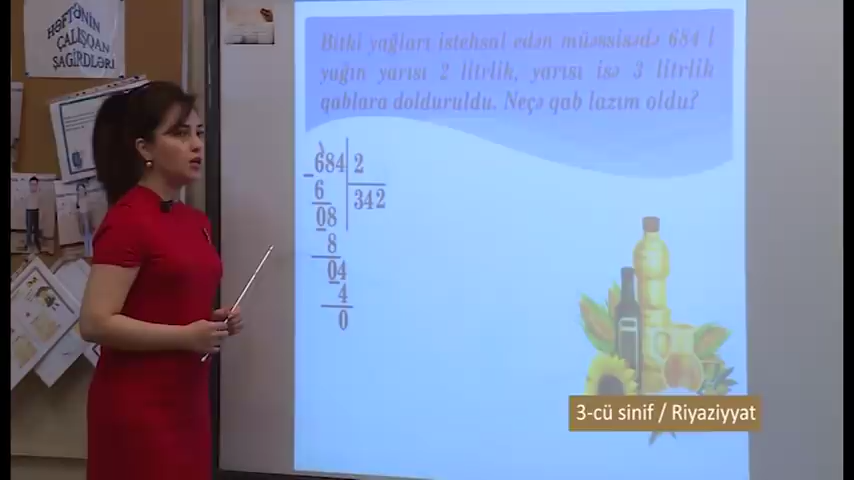 HƏFTƏNİN
ÇALIŞQAN
ŞAGİRDLƏRİ
Bitki yağları istehsal edən müəssisədə 684 l
yağın yarısı 2 litrlik, yarısı isə 3 litrlik
qablara dolduruldu. Neçə qab lazım oldu?
684 2
6 342
08
8
04
4
0
3-cü sinif / Riyaziyyat